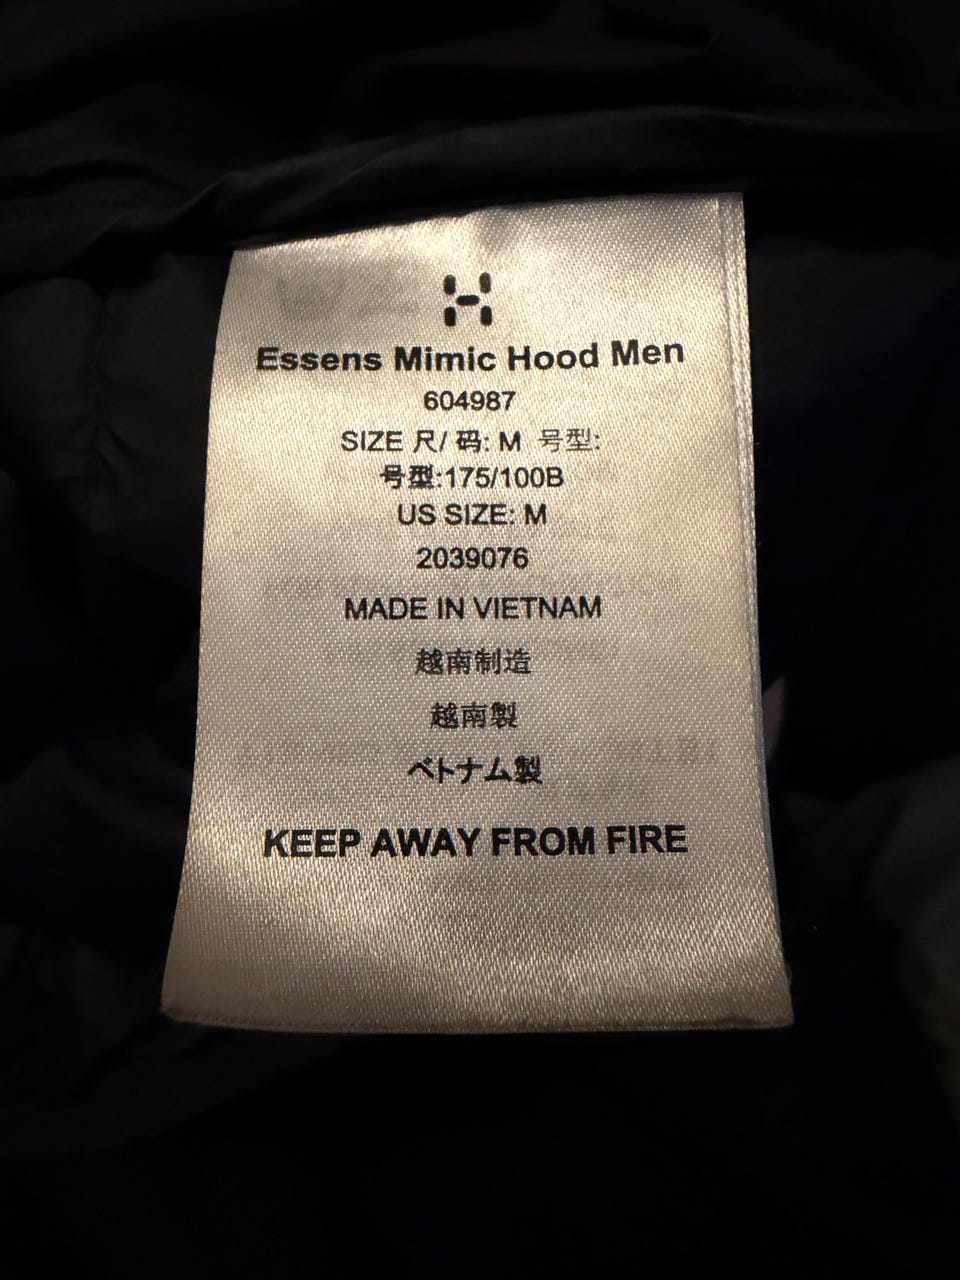 Essens Mimic Hood Men
604987
SIZE 尺/ 码: M 号型:
号型:175/100B
US SIZE: M
2039076
MADE IN VIETNAM
越南制造
越南製
ベトナム製
KEEP AWAY FROM FIRE